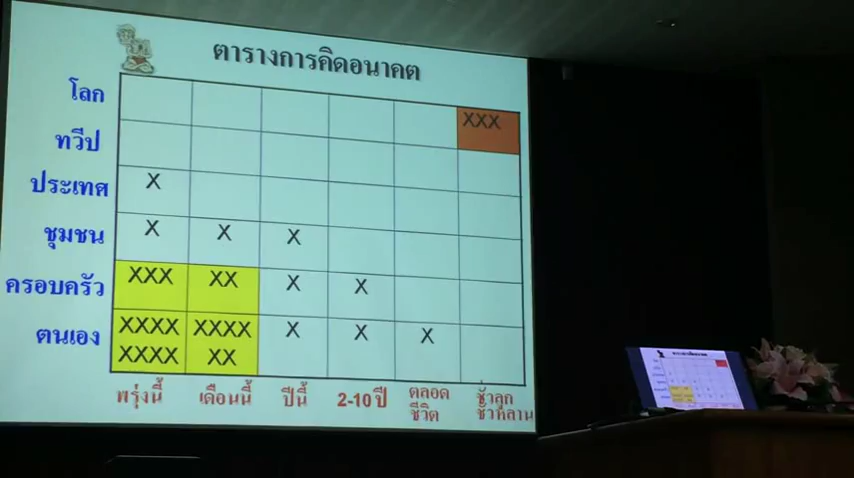 ตารางการคิดอนาคต
โลก XXX
ทวีป
ประเทศ X
ชุมชน X X X
ครอบครัว XXX XX X X
ตนเอง XXXX XXXX X X X
XXXX XX
พรุ่งนี้ เดือนนี้ ปีนี้ 2-10 ปี ตลอด ชั่วลูก
ชีวิต ชั่วหลาน